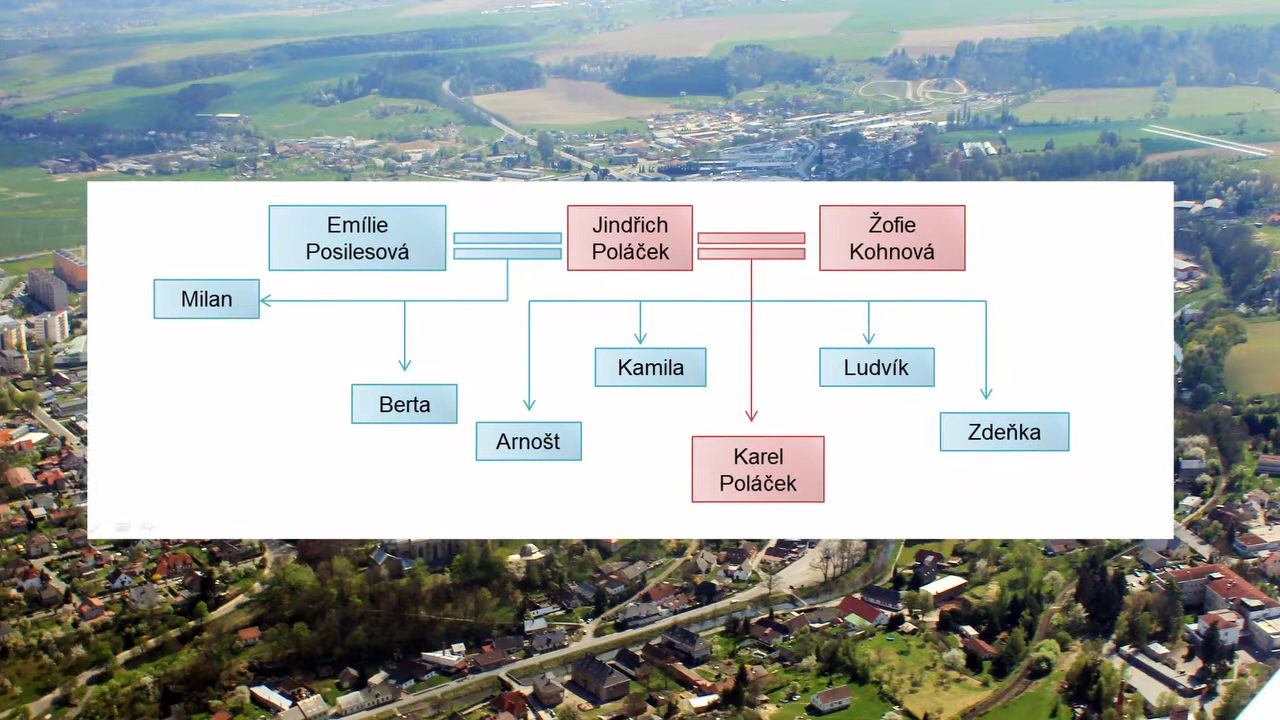 Emílie
Posilesová
Jindřich
Poláček
Žofie
Kohnová
Milan
Kamila
Ludvík
Berta
Arnošt
Zdeňka
Karel
Poláček